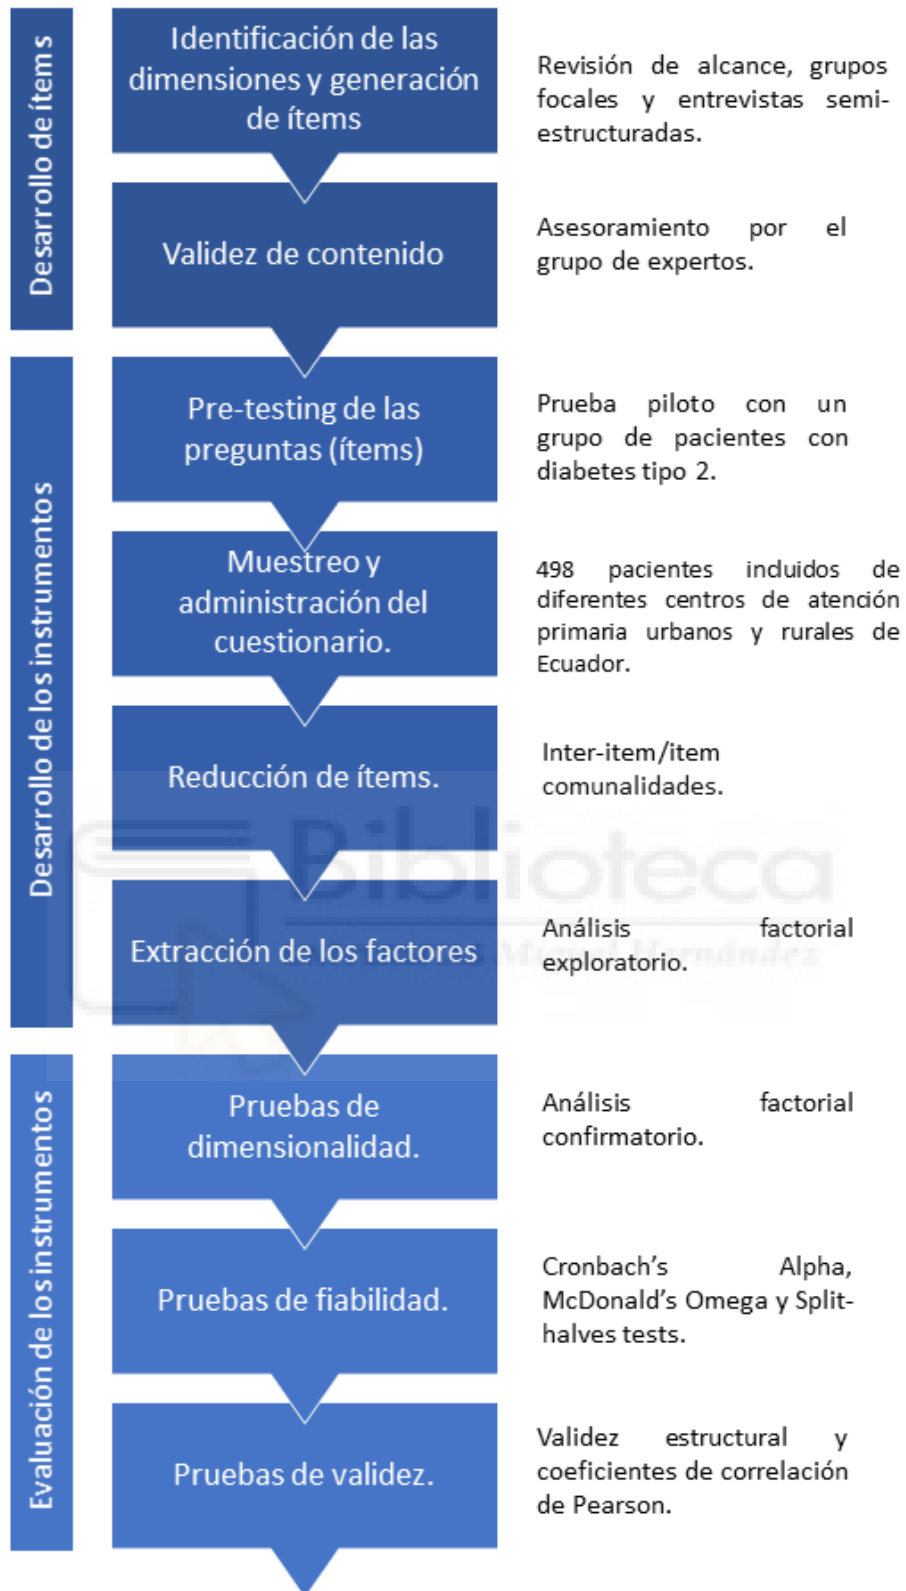 Desarrollo de ítems
Identificación de las
dimensiones y generación
de ítems
Revisión de alcance, grupos
focales y entrevistas semi-
estructuradas.
Validez de contenido
Asesoramiento por el
grupo de expertos.
Desarrollo de los instrumentos
Pre-testing de las
preguntas (ítems)
Prueba piloto con un
grupo de pacientes con
diabetes tipo 2.
Muestreo y
administración del
cuestionario.
498 pacientes incluidos de
diferentes centros de atención
primaria urbanos y rurales de
Ecuador.
Reducción de ítems.
Inter-item/item
comunalidades.
Extracción de los factores
Análisis factorial
exploratorio.
Biblioteca
Miguel Hernández
Evaluación de los instrumentos
Pruebas de
dimensionalidad.
Análisis factorial
confirmatorio.
Pruebas de fiabilidad.
Cronbach's Alpha,
McDonald's Omega y Split-
halves tests.
Pruebas de validez.
Validez estructural y
coeficientes de correlación
de Pearson.